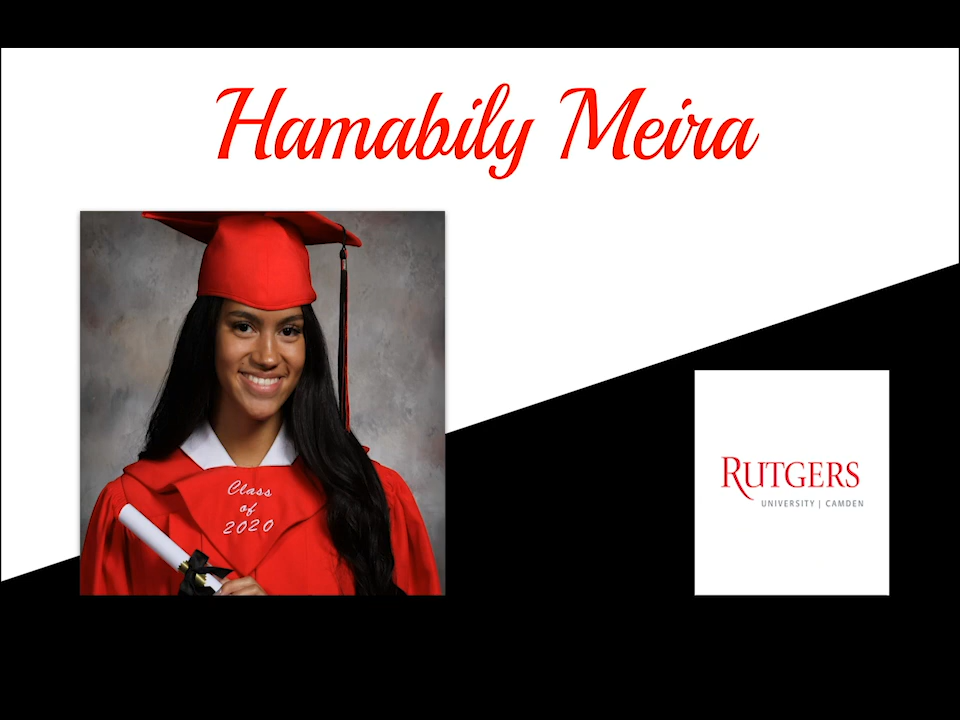 Hamabily Meira
Class
of
2020
RUTGERS
UNIVERSITY | CAMDEN